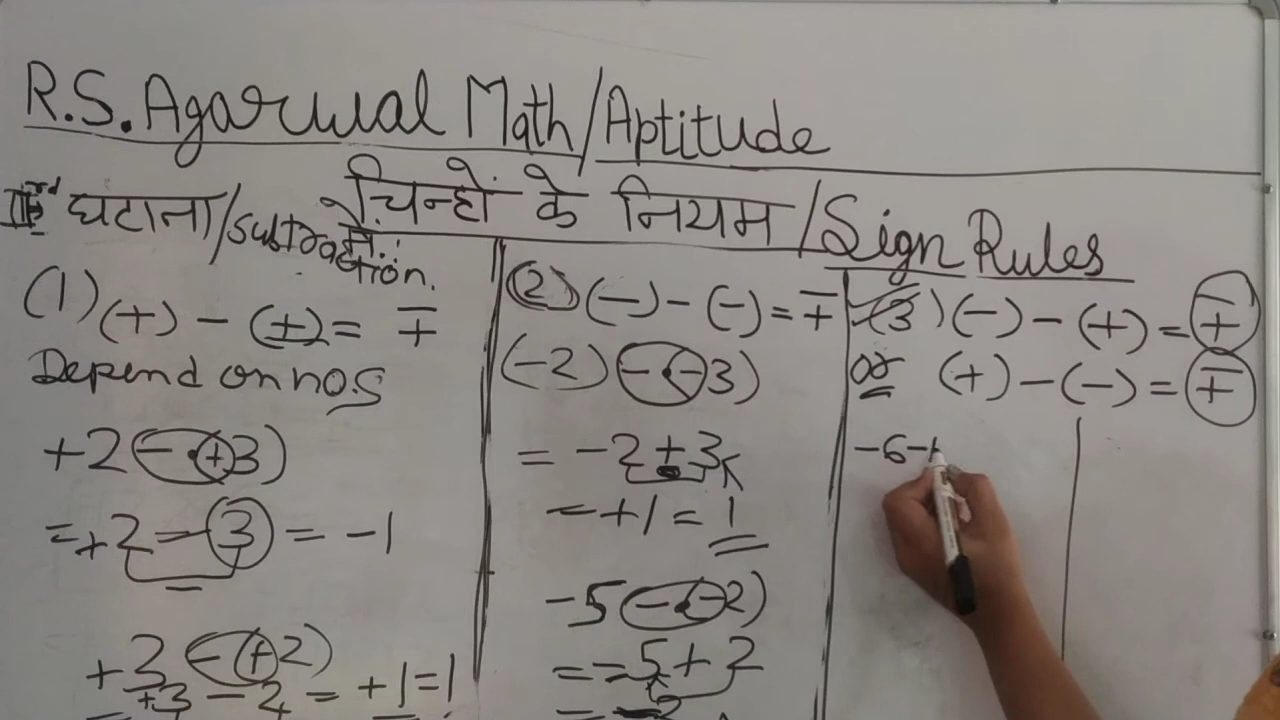 R.S. Agarwal Math/Aptitude
चिन्हों के नियम/Sign Rules
IIIrd घटाना/Subtraction में:
(1) (+) - (+) = ∓
Depend on no.s
+2 - (+3)
= +2 - 3 = -1
+3 - (+2)
= +3 - 2 = +1 = 1
(2) (-) - (-) = ∓
(-2) - (-3)
= -2 + 3
= +1 = 1
-5 - (-2)
= -5 + 2
(3) (-) - (+) = ∓
or (+) - (-) = ∓
-6 -